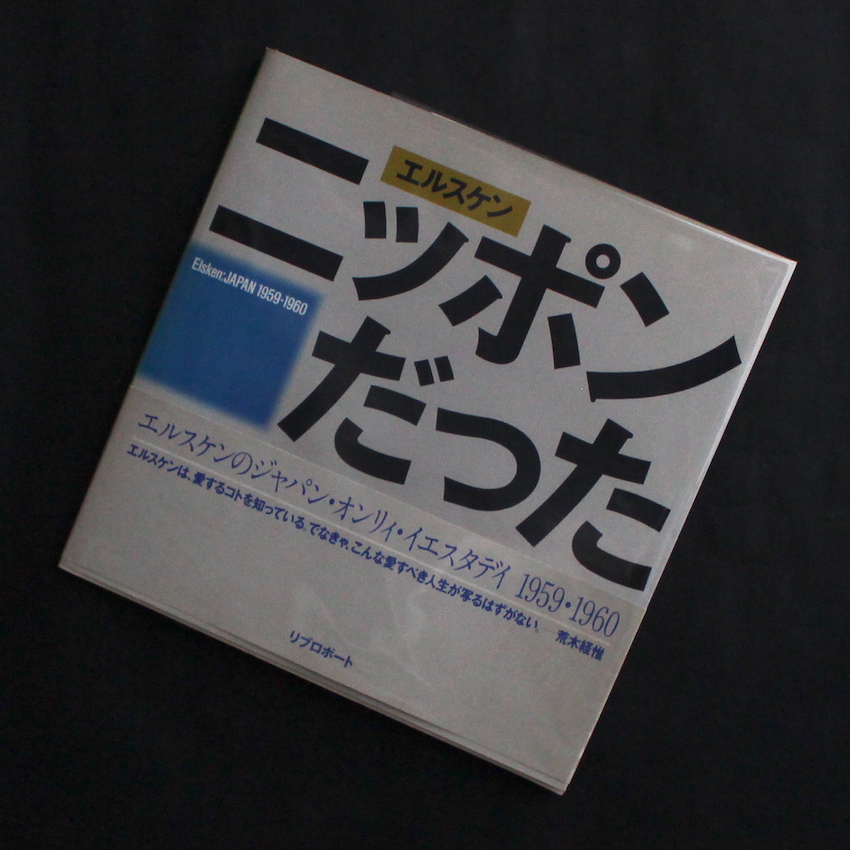 エルスケン
ニッポン
だった
Elsken:JAPAN 1959-1960
エルスケンのジャパン・オンリィ・イエスタデイ 1959・1960
エルスケンは、愛するコトを知っている。でなきゃ、こんな愛すべき人生が写るはずがない。 荒木経惟
リブロポート